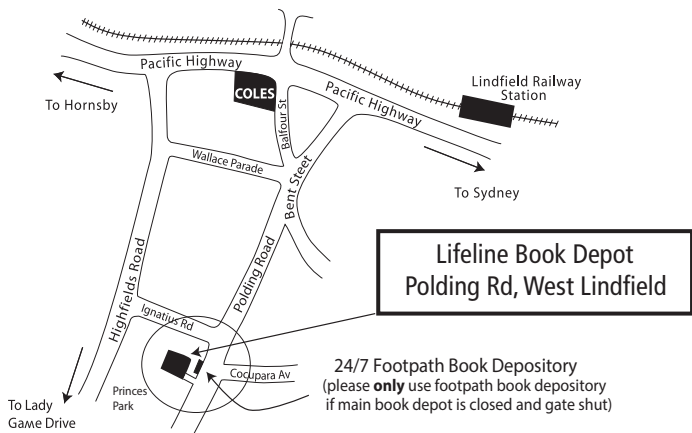 Pacific Highway
To Hornsby
COLES
Balfour St
Pacific Highway
Lindfield Railway
Station
Wallace Parade
Bent Steet
To Sydney
Highfields Road
Polding Road
Lifeline Book Depot
Polding Rd, West Lindfield
Ignatius Rd
24/7 Footpath Book Depository
(please only use footpath book depository
if main book depot is closed and gate shut)
Cocupara Av
Princes
Park
To Lady
Game Drive